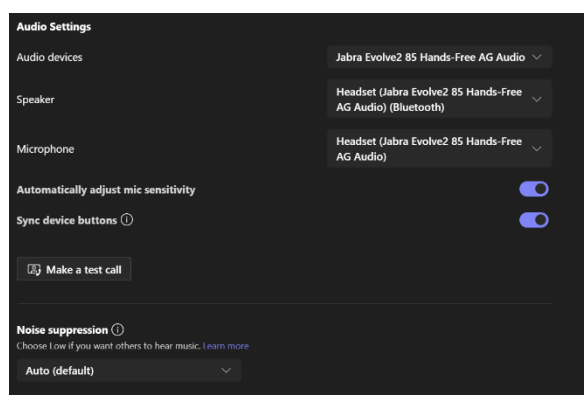 Audio Settings
Audio devices
Jabra Evolve2 85 Hands-Free AG Audio
Speaker
Headset (Jabra Evolve2 85 Hands-Free
AG Audio) (Bluetooth)
Microphone
Headset (Jabra Evolve2 85 Hands-Free
AG Audio)
Automatically adjust mic sensitivity
Sync device buttons
Make a test call
Noise suppression
Choose Low if you want others to hear music. Learn more
Auto (default)